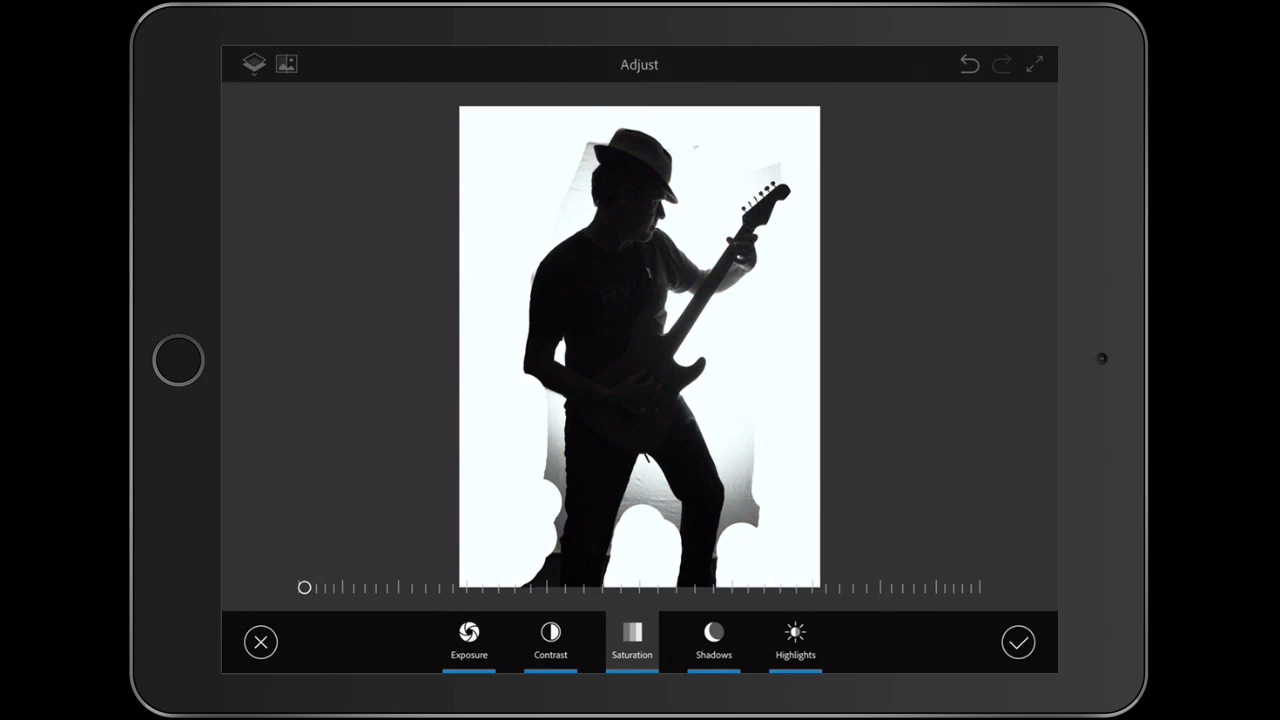 Adjust
Exposure
Contrast
Saturation
Shadows
Highlights